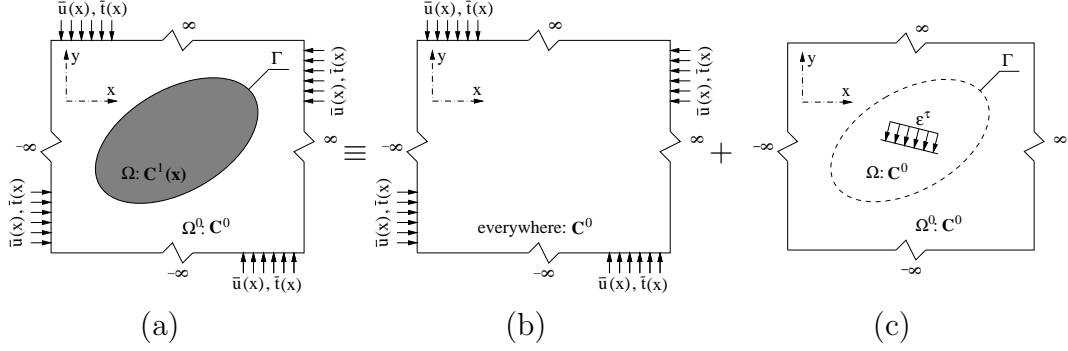 ū(x), t̄(x)
∞
y
x
Γ
ū(x), t̄(x)
−∞
∞
Ω: C¹(x)
ū(x), t̄(x)
Ω⁰: C⁰
−∞
ū(x), t̄(x)
(a)
≡
ū(x), t̄(x)
∞
y
x
ū(x), t̄(x)
−∞
∞
ū(x), t̄(x)
everywhere: C⁰
−∞
ū(x), t̄(x)
(b)
+
∞
y
x
Γ
ε^τ
−∞
∞
Ω: C⁰
Ω⁰: C⁰
−∞
(c)